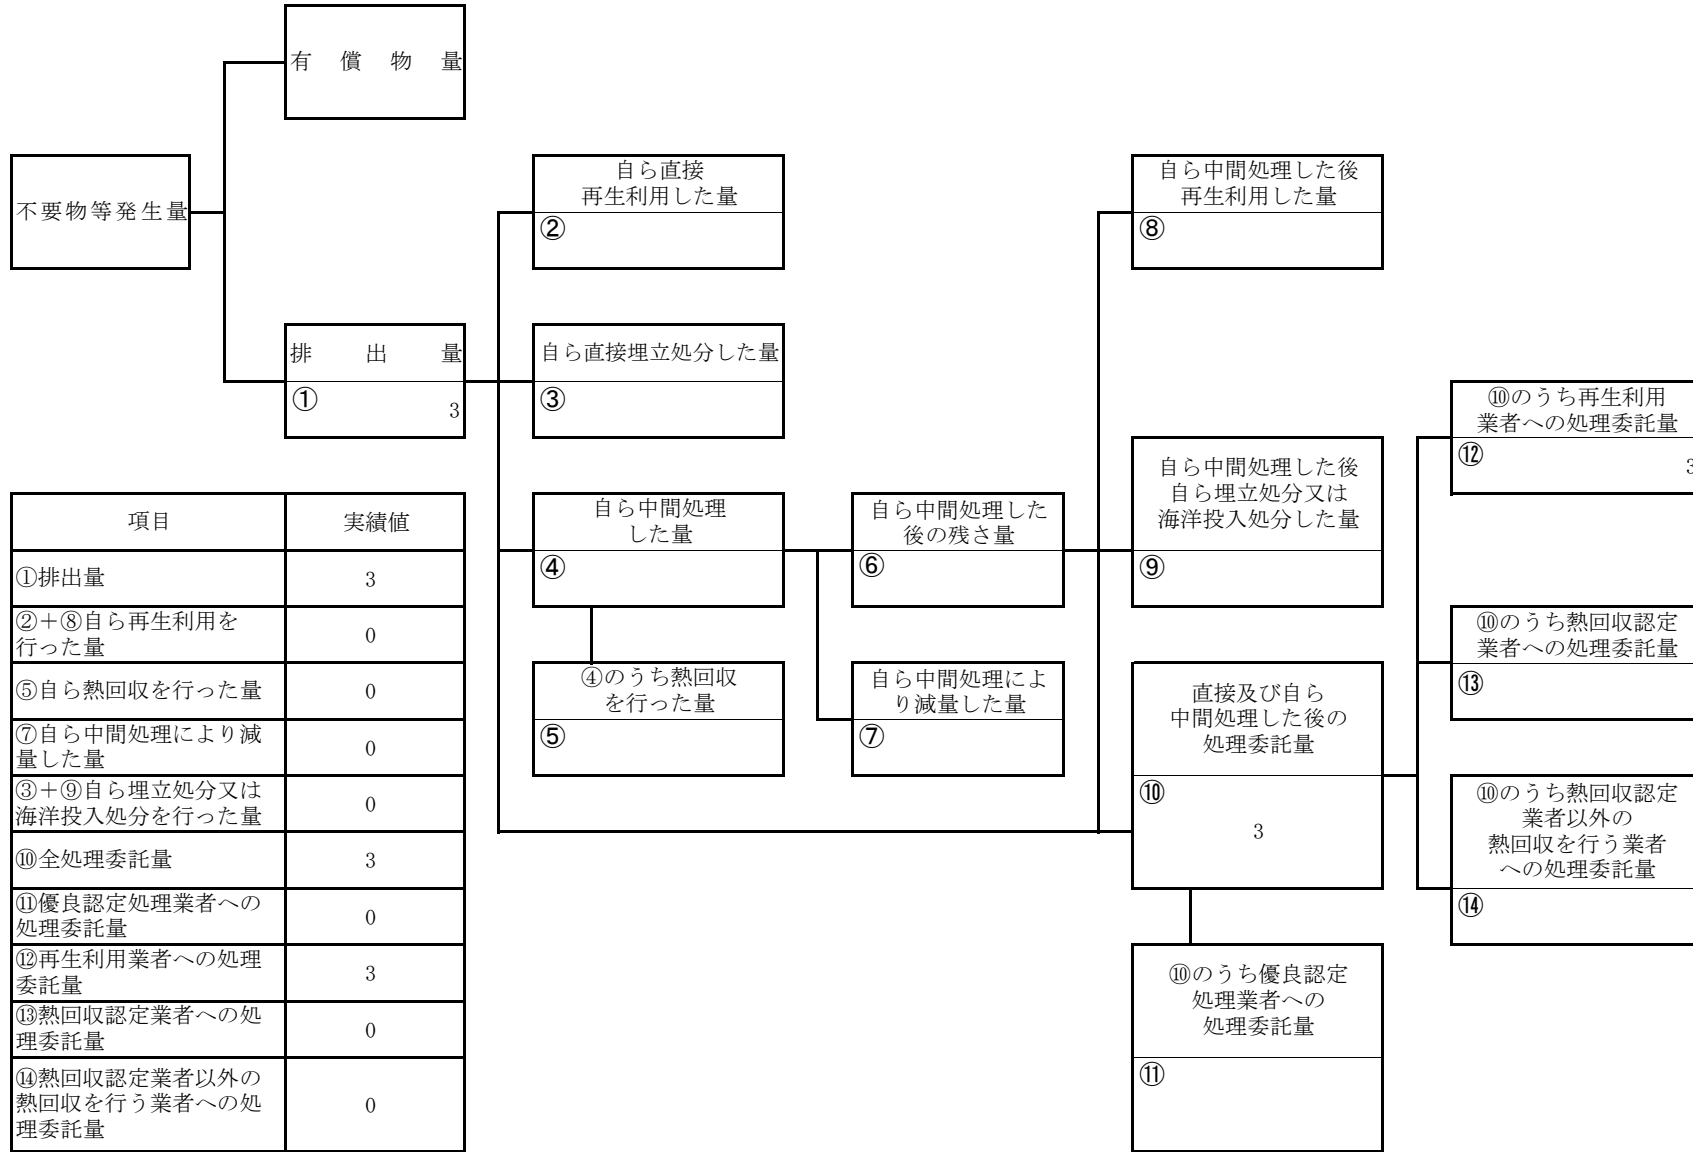 有償物量
不要物等発生量
自ら直接
再生利用した量
②
自ら中間処理した後
再生利用した量
⑧
排出量
①
3
自ら直接埋立処分した量
③
⑩のうち再生利用
業者への処理委託量
⑫
3
自ら中間処理
した量
④
自ら中間処理した
後の残さ量
⑥
自ら中間処理した後
自ら埋立処分又は
海洋投入処分した量
⑨
④のうち熱回収
を行った量
⑤
自ら中間処理によ
り減量した量
⑦
直接及び自ら
中間処理した後の
処理委託量
⑩
3
⑩のうち熱回収認定
業者への処理委託量
⑬
⑩のうち熱回収認定
業者以外の
熱回収を行う業者
への処理委託量
⑭
⑩のうち優良認定
処理業者への
処理委託量
⑪
項目 実績値
①排出量 3
②＋⑧自ら再生利用を
行った量 0
⑤自ら熱回収を行った量 0
⑦自ら中間処理により減
量した量 0
③＋⑨自ら埋立処分又は
海洋投入処分を行った量 0
⑩全処理委託量 3
⑪優良認定処理業者への
処理委託量 0
⑫再生利用業者への処理
委託量 3
⑬熱回収認定業者への処
理委託量 0
⑭熱回収認定業者以外の
熱回収を行う業者への処
理委託量 0